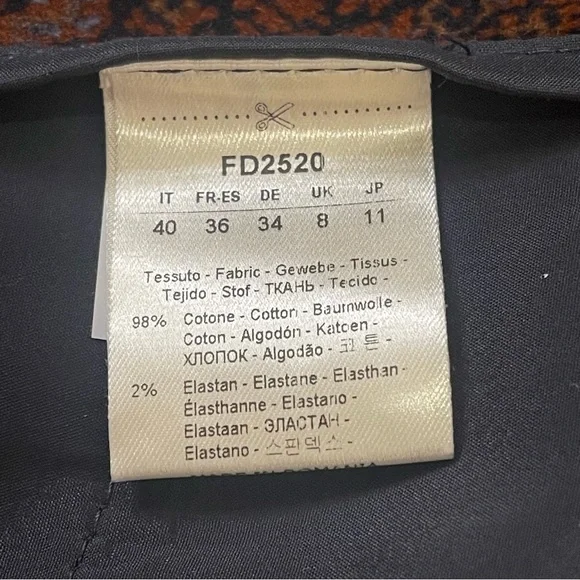 FD2520
IT FR-ES DE UK JP
40 36 34 8 11
Tessuto - Fabric - Gewebe - Tissus -
Tejido - Stof - ТКАНЬ - Tecido -
98% Cotone - Cotton - Baumwolle -
Coton - Algodón - Katoen -
ХЛОПОК - Algodão - 코 튼 -
2% Elastan - Elastane - Elasthan -
Élasthanne - Elastano -
Elastaan - ЭЛАСТАН -
Elastano - 스판덱스 -